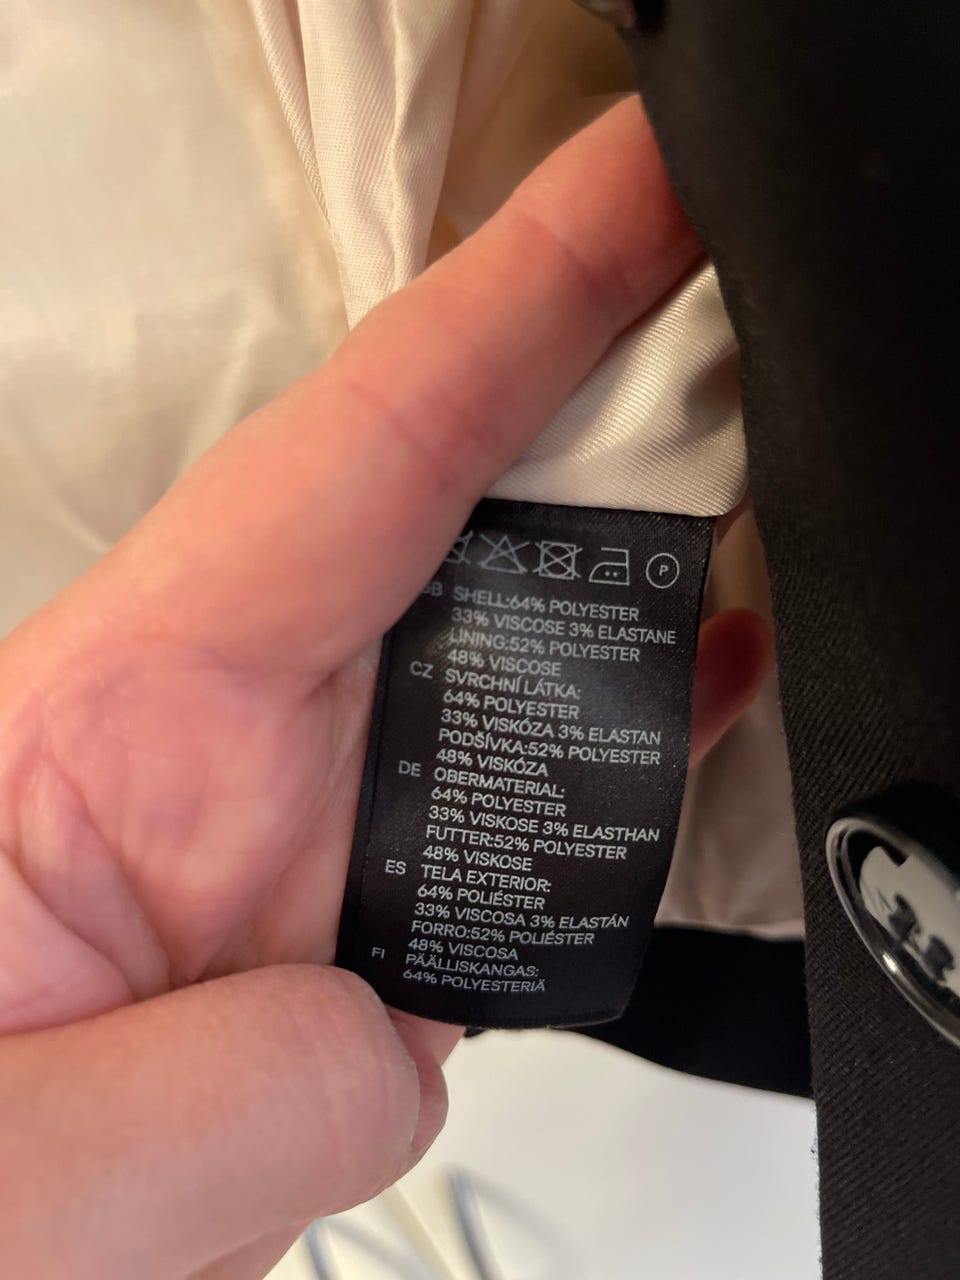 P
GB SHELL:64% POLYESTER
33% VISCOSE 3% ELASTANE
LINING:52% POLYESTER
48% VISCOSE
CZ SVRCHNÍ LÁTKA:
64% POLYESTER
33% VISKÓZA 3% ELASTAN
PODŠÍVKA:52% POLYESTER
48% VISKÓZA
DE OBERMATERIAL:
64% POLYESTER
33% VISKOSE 3% ELASTHAN
FUTTER:52% POLYESTER
48% VISKOSE
ES TELA EXTERIOR:
64% POLIÉSTER
33% VISCOSA 3% ELASTÁN
FORRO:52% POLIÉSTER
48% VISCOSA
FI PÄÄLLISKANGAS:
64% POLYESTERIÄ